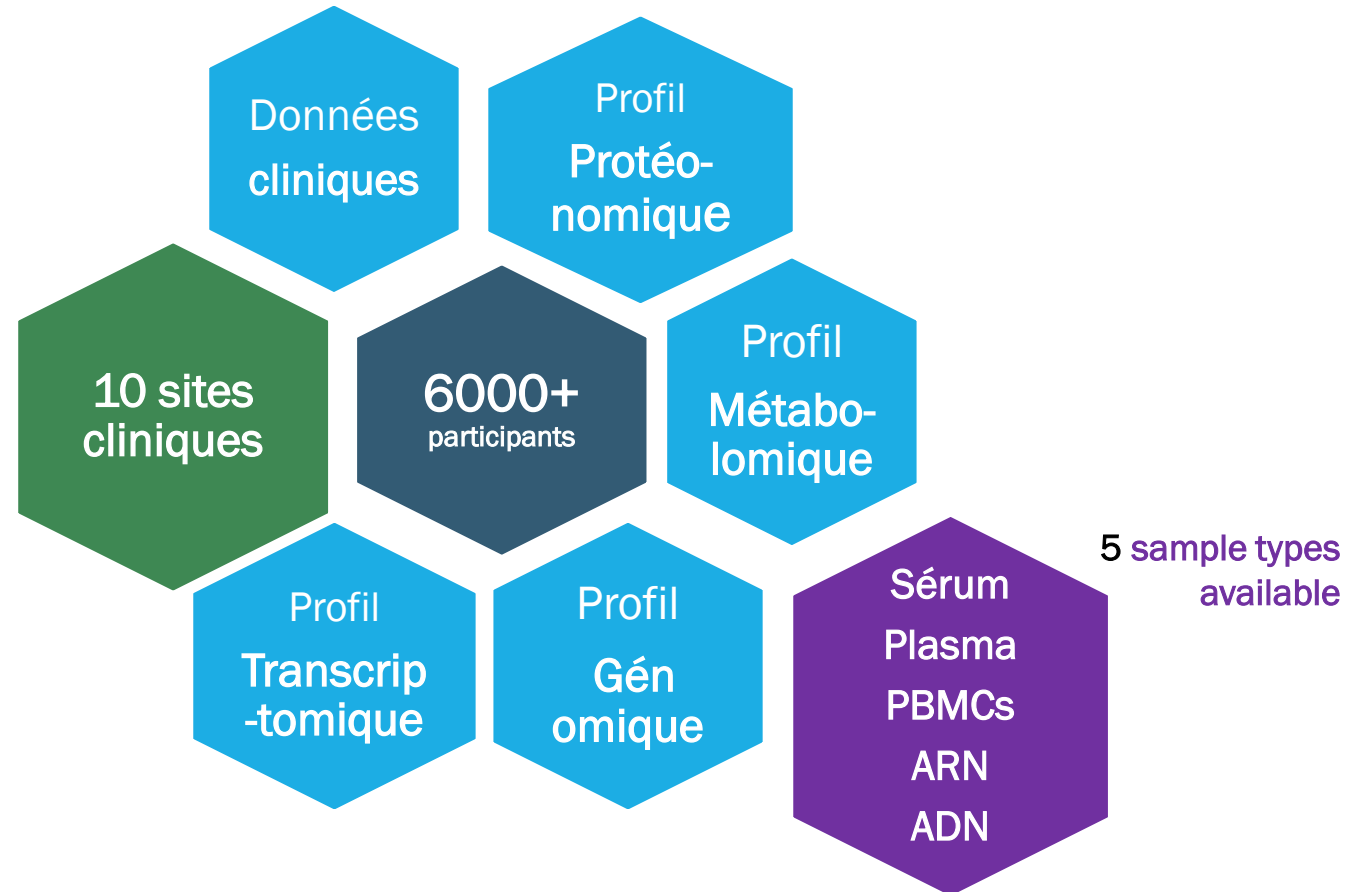 Données
cliniques
Profil
Protéo-
nomique
10 sites
cliniques
6000+
participants
Profil
Métabo-
lomique
Profil
Transcrip
-tomique
Profil
Gén
omique
Sérum
Plasma
PBMCs
ARN
ADN
5 sample types
available